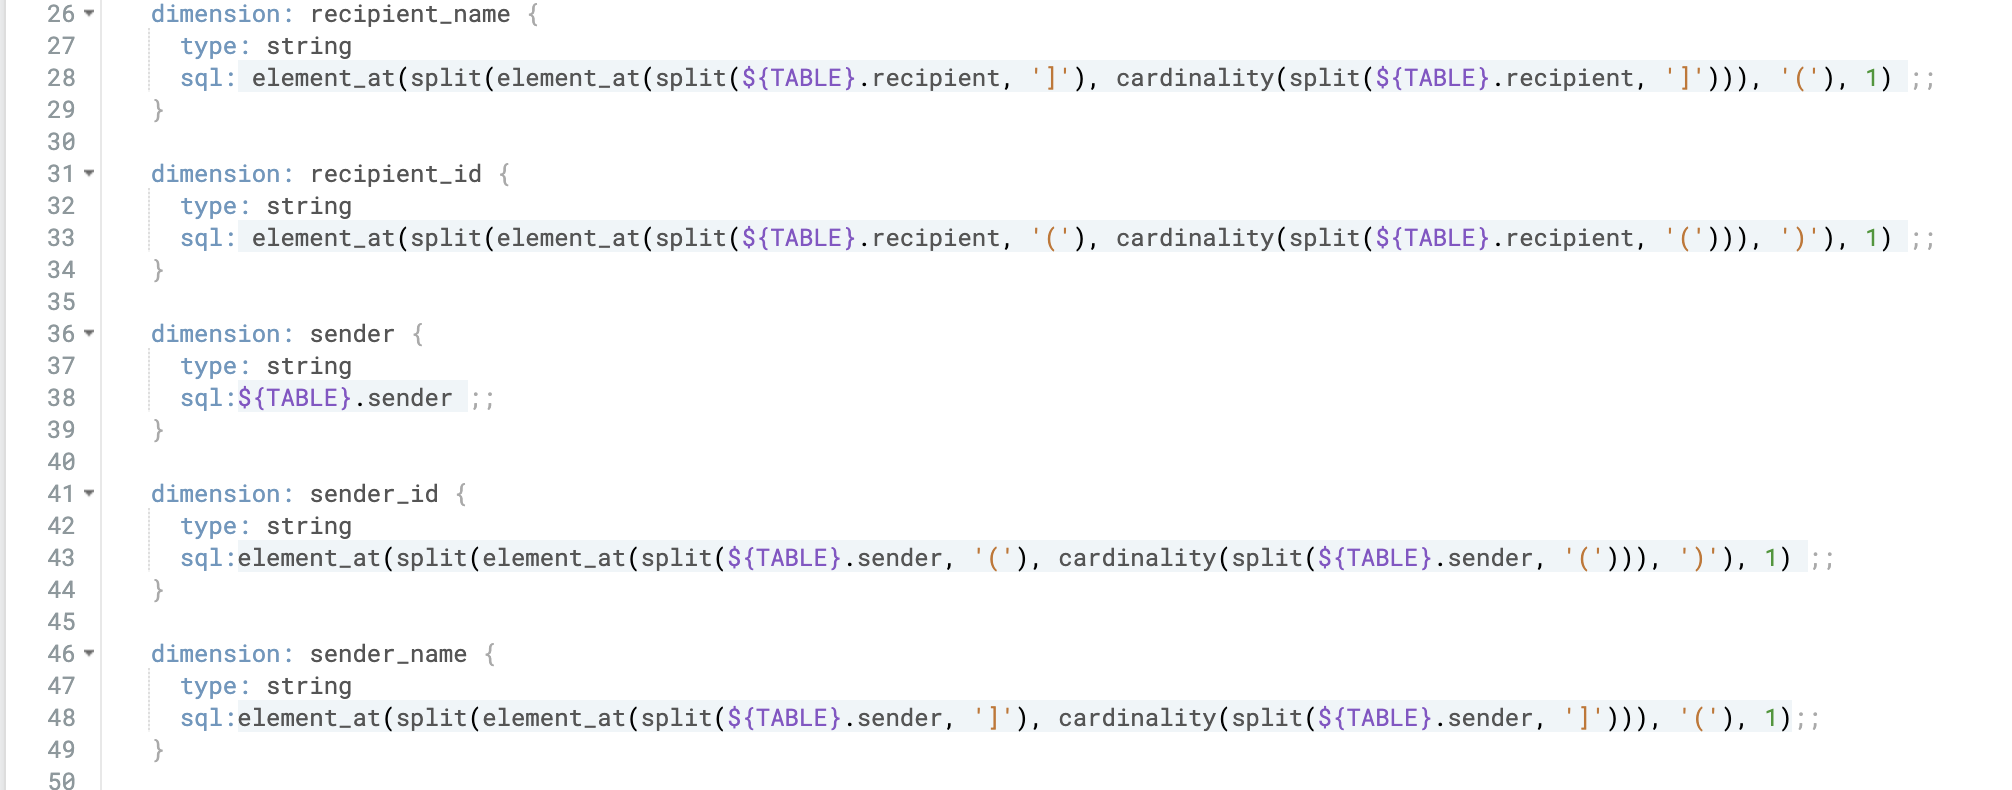 26 dimension: recipient_name {
27 type: string
28 sql: element_at(split(element_at(split(${TABLE}.recipient, ']'), cardinality(split(${TABLE}.recipient, ']'))), '('), 1) ;;
29 }
30
31 dimension: recipient_id {
32 type: string
33 sql: element_at(split(element_at(split(${TABLE}.recipient, '('), cardinality(split(${TABLE}.recipient, '('))), ')'), 1) ;;
34 }
35
36 dimension: sender {
37 type: string
38 sql:${TABLE}.sender ;;
39 }
40
41 dimension: sender_id {
42 type: string
43 sql:element_at(split(element_at(split(${TABLE}.sender, '('), cardinality(split(${TABLE}.sender, '('))), ')'), 1) ;;
44 }
45
46 dimension: sender_name {
47 type: string
48 sql:element_at(split(element_at(split(${TABLE}.sender, ']'), cardinality(split(${TABLE}.sender, ']'))), '('), 1);;
49 }
50